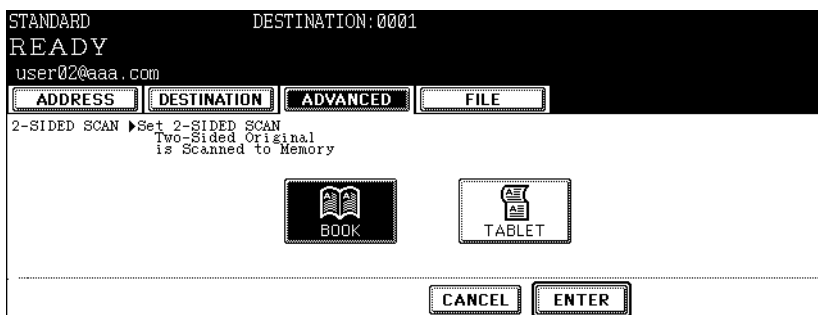 STANDARD DESTINATION:0001
READY
user02@aaa.com
ADDRESS DESTINATION ADVANCED FILE
2-SIDED SCAN ▶Set 2-SIDED SCAN
Two-Sided Original
is Scanned to Memory
BOOK TABLET
CANCEL ENTER